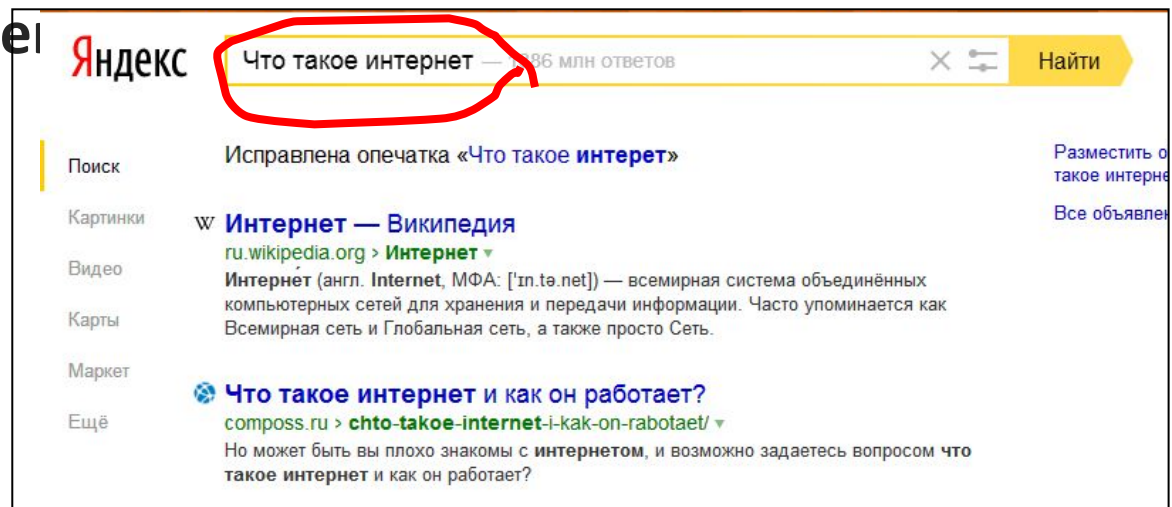 Яндекс
Что такое интернет — 1286 млн ответов
Найти
Поиск
Картинки
Видео
Карты
Маркет
Ещё
Исправлена опечатка «Что такое интерет»
W Интернет — Википедия
ru.wikipedia.org › Интернет
Интерне́т (англ. Internet, МФА: ['ɪn.tə.net]) — всемирная система объединённых
компьютерных сетей для хранения и передачи информации. Часто упоминается как
Всемирная сеть и Глобальная сеть, а также просто Сеть.
Что такое интернет и как он работает?
composs.ru › chto-takoe-internet-i-kak-on-rabotaet/
Но может быть вы плохо знакомы с интернетом, и возможно задаетесь вопросом что
такое интернет и как он работает?
Разместить о
такое интерне
Все объявлен